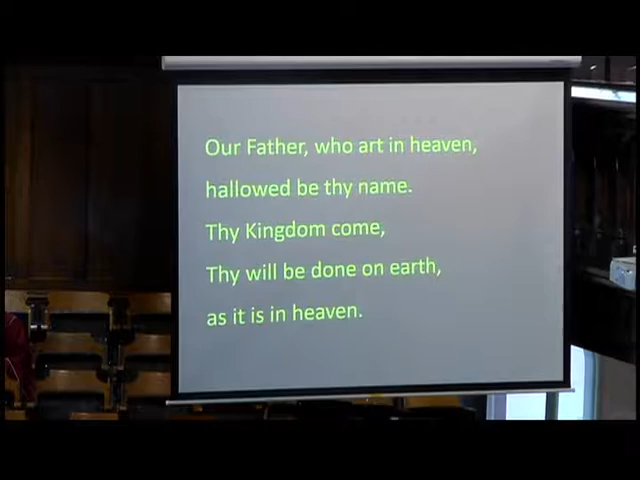 Our Father, who art in heaven,
hallowed be thy name.
Thy Kingdom come,
Thy will be done on earth,
as it is in heaven.